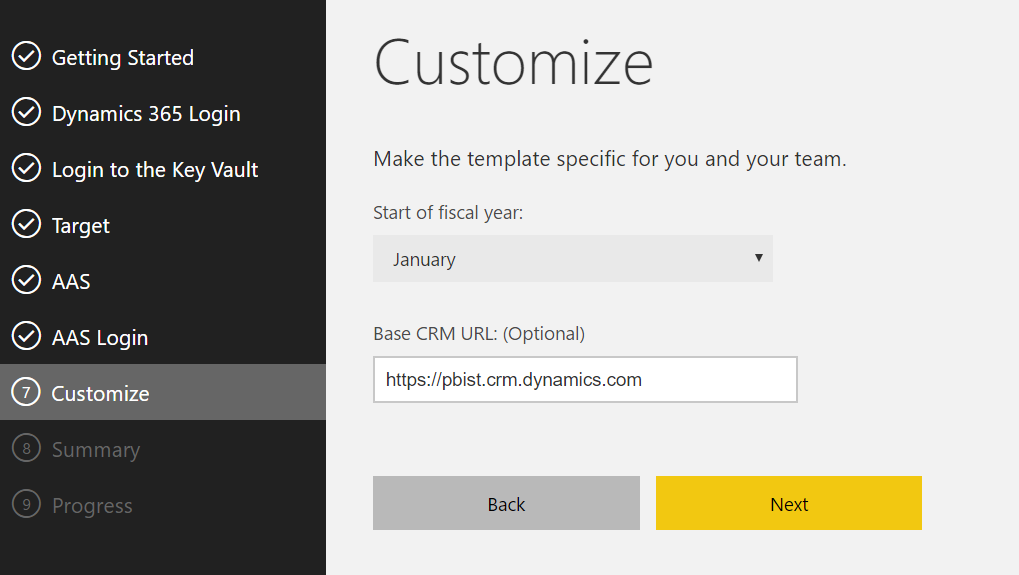 Getting Started
Dynamics 365 Login
Login to the Key Vault
Target
AAS
AAS Login
7 Customize
8 Summary
9 Progress
Customize
Make the template specific for you and your team.
Start of fiscal year:
January
Base CRM URL: (Optional)
https://pbist.crm.dynamics.com
Back Next